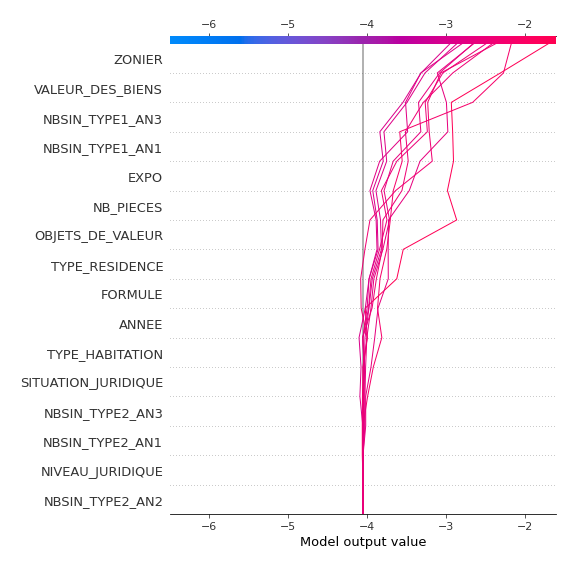 −6 −5 −4 −3 −2
ZONIER
VALEUR_DES_BIENS
NBSIN_TYPE1_AN3
NBSIN_TYPE1_AN1
EXPO
NB_PIECES
OBJETS_DE_VALEUR
TYPE_RESIDENCE
FORMULE
ANNEE
TYPE_HABITATION
SITUATION_JURIDIQUE
NBSIN_TYPE2_AN3
NBSIN_TYPE2_AN1
NIVEAU_JURIDIQUE
NBSIN_TYPE2_AN2
−6 −5 −4 −3 −2
Model output value